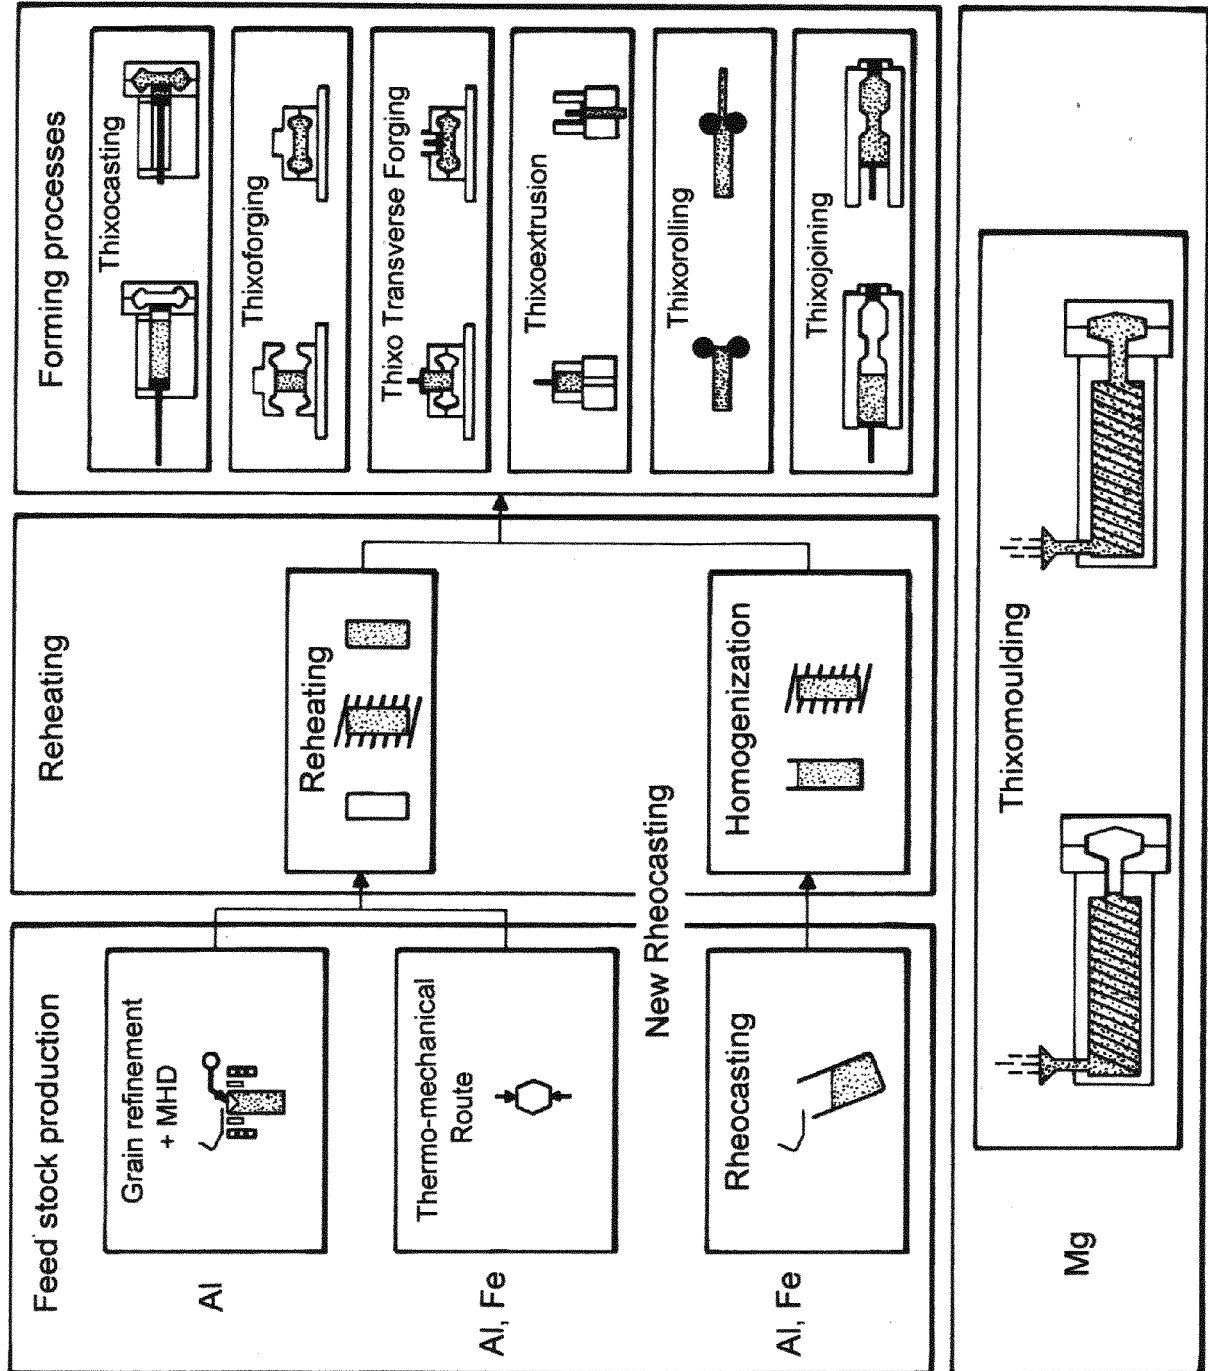 Feed stock production
Al
Grain refinement
+ MHD
Al, Fe
Thermo-mechanical
Route
Al, Fe
Rheocasting
New Rheocasting
Reheating
Reheating
Homogenization
Forming processes
Thixocasting
Thixoforging
Thixo Transverse Forging
Thixoextrusion
Thixorolling
Thixojoining
Mg
Thixomoulding